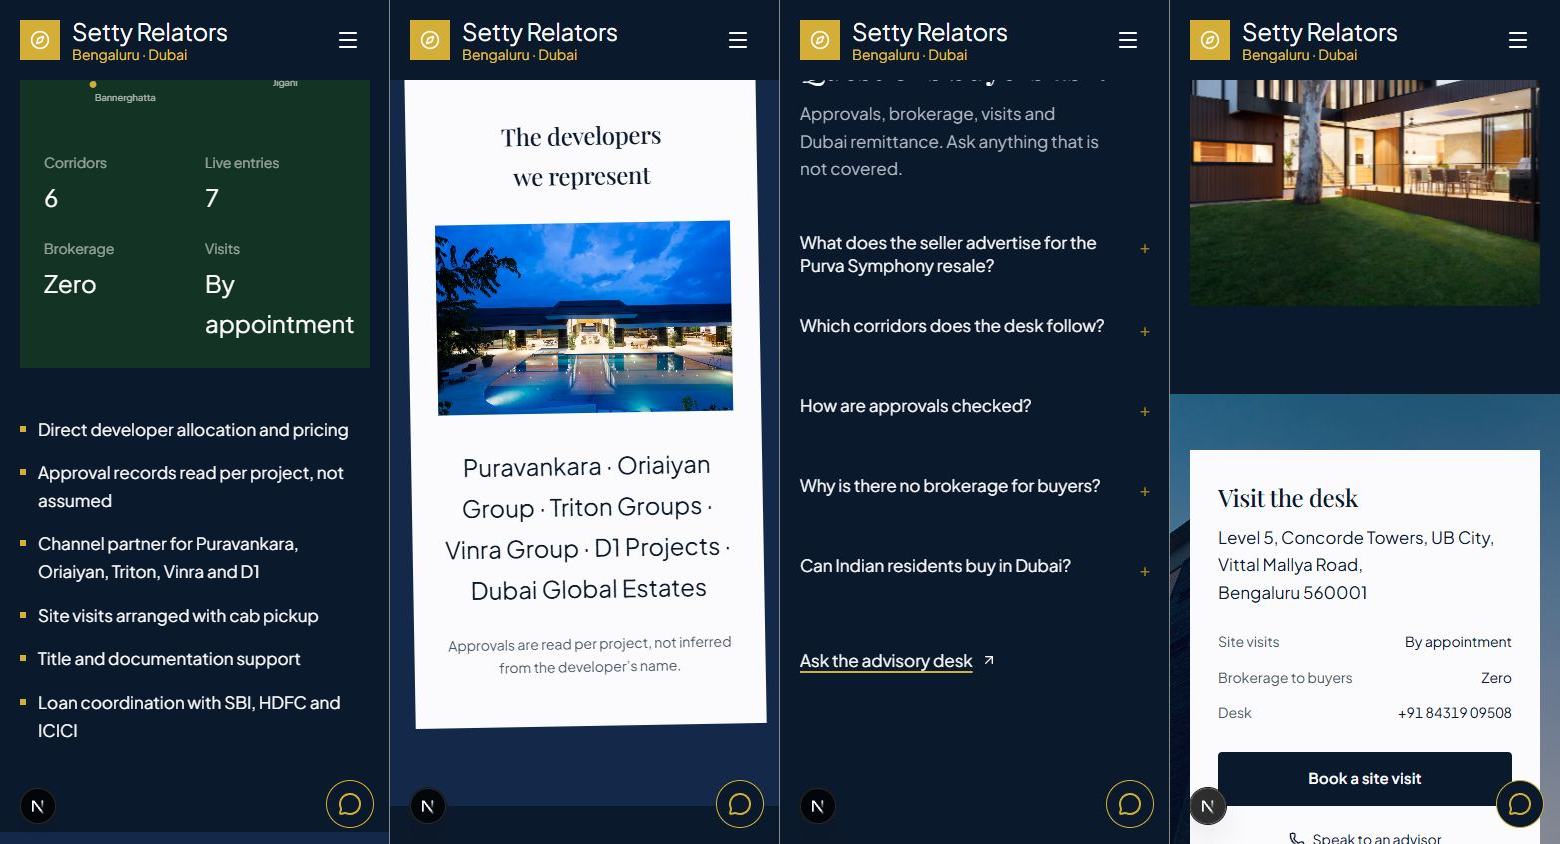 Setty Relators
Bengaluru · Dubai
Jigani
Bannerghatta
Corridors
Live entries
6
7
Brokerage
Visits
Zero
By
appointment
Direct developer allocation and pricing
Approval records read per project, not
assumed
Channel partner for Puravankara,
Oriaiyan, Triton, Vinra and D1
Site visits arranged with cab pickup
Title and documentation support
Loan coordination with SBI, HDFC and
ICICI
N
Setty Relators
Bengaluru · Dubai
The developers
we represent
Puravankara · Oriaiyan
Group · Triton Groups ·
Vinra Group · D1 Projects ·
Dubai Global Estates
Approvals are read per project, not inferred
from the developer's name.
N
Setty Relators
Bengaluru · Dubai
Approvals, brokerage, visits and
Dubai remittance. Ask anything that is
not covered.
What does the seller advertise for the
Purva Symphony resale?
+
Which corridors does the desk follow?
+
How are approvals checked?
+
Why is there no brokerage for buyers?
+
Can Indian residents buy in Dubai?
+
Ask the advisory desk
N
Setty Relators
Bengaluru · Dubai
Visit the desk
Level 5, Concorde Towers, UB City,
Vittal Mallya Road,
Bengaluru 560001
Site visits By appointment
Brokerage to buyers Zero
Desk +91 84319 09508
Book a site visit
N
Speak to an advisor